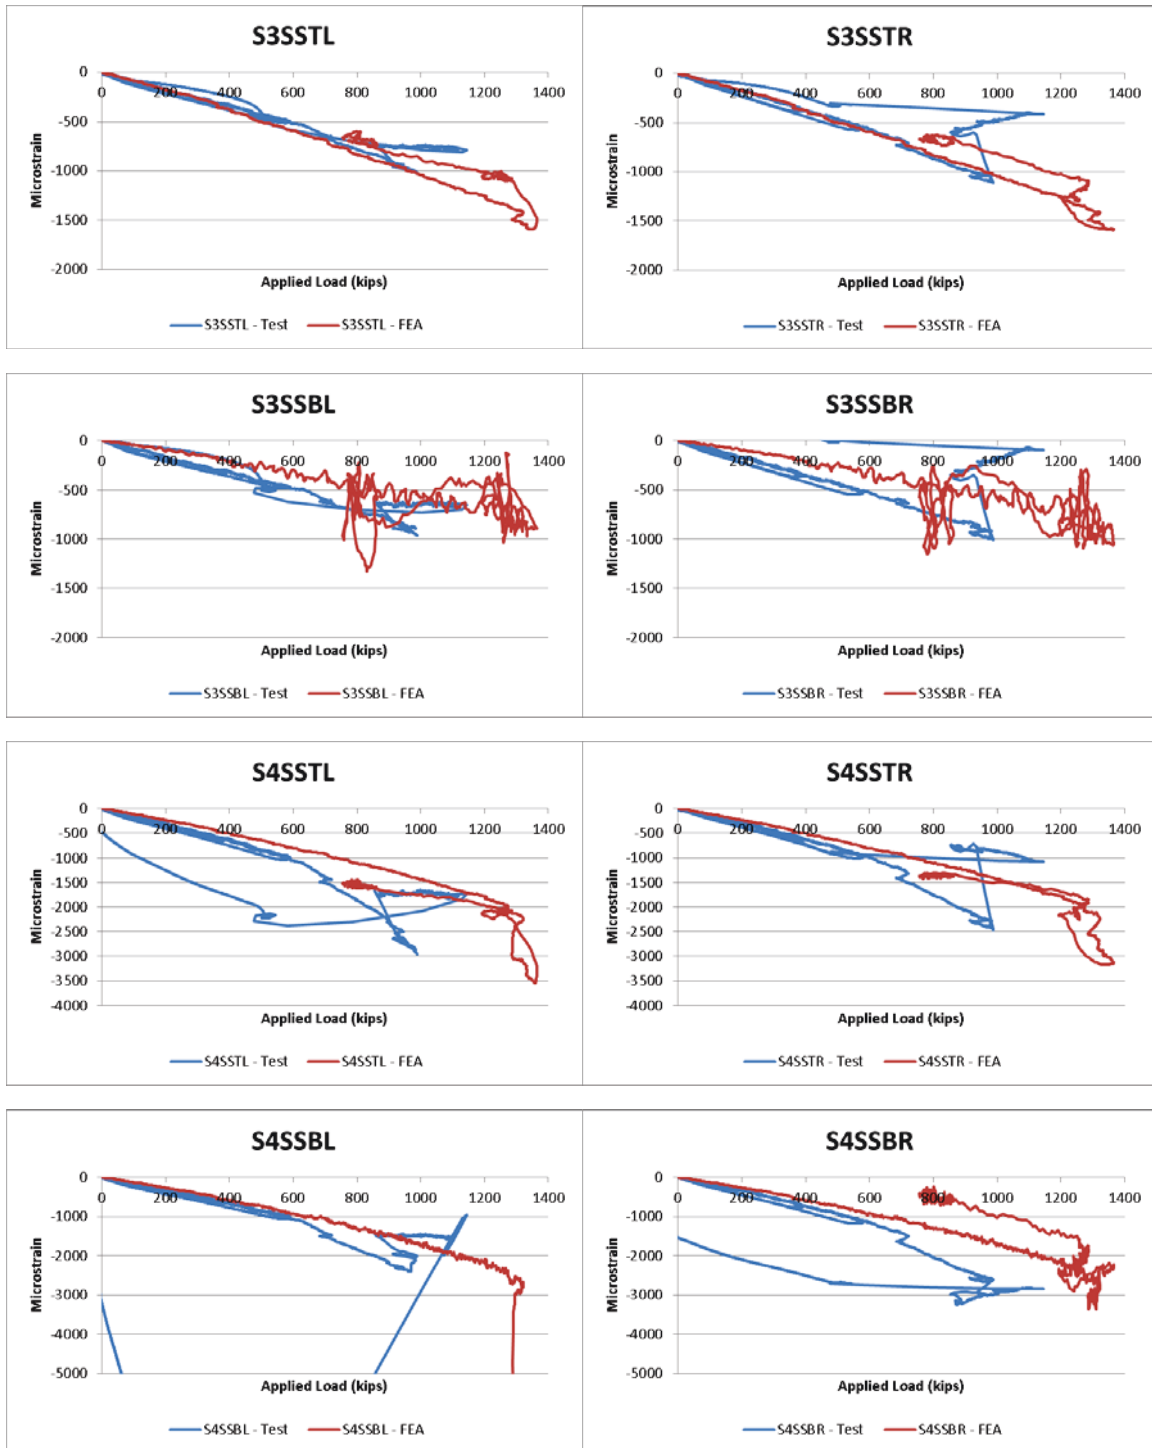 S3SSTL
0
0 200 400 600 800 1000 1200 1400
-500
-1000
-1500
-2000
Microstrain
Applied Load (kips)
S3SSTL - Test S3SSTL - FEA
S3SSTR
0
0 200 400 600 800 1000 1200 1400
-500
-1000
-1500
-2000
Microstrain
Applied Load (kips)
S3SSTR - Test S3SSTR - FEA
S3SSBL
0
0 200 400 600 800 1000 1200 1400
-500
-1000
-1500
-2000
Microstrain
Applied Load (kips)
S3SSBL - Test S3SSBL - FEA
S3SSBR
0
0 200 400 600 800 1000 1200 1400
-500
-1000
-1500
-2000
Microstrain
Applied Load (kips)
S3SSBR - Test S3SSBR - FEA
S4SSTL
0
0 200 400 600 800 1000 1200 1400
-500
-1000
-1500
-2000
-2500
-3000
-3500
-4000
Microstrain
Applied Load (kips)
S4SSTL - Test S4SSTL - FEA
S4SSTR
0
0 200 400 600 800 1000 1200 1400
-500
-1000
-1500
-2000
-2500
-3000
-3500
-4000
Microstrain
Applied Load (kips)
S4SSTR - Test S4SSTR - FEA
S4SSBL
0
0 200 400 600 800 1000 1200 1400
-1000
-2000
-3000
-4000
-5000
Microstrain
Applied Load (kips)
S4SSBL - Test S4SSBL - FEA
S4SSBR
0
0 200 400 600 800 1000 1200 1400
-1000
-2000
-3000
-4000
-5000
Microstrain
Applied Load (kips)
S4SSBR - Test S4SSBR - FEA